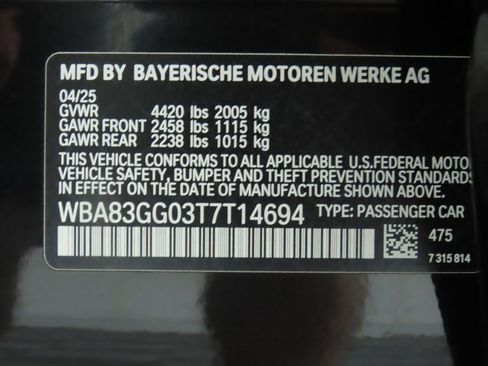 MFD BY BAYERISCHE MOTOREN WERKE AG
04/25
GVWR 4420 lbs 2005 kg
GAWR FRONT 2458 lbs 1115 kg
GAWR REAR 2238 lbs 1015 kg
THIS VEHICLE CONFORMS TO ALL APPLICABLE U.S.FEDERAL MOTO
VEHICLE SAFETY, BUMPER AND THEFT PREVENTION STANDARDS
IN EFFECT ON THE DATE OF MANUFACTURE SHOWN ABOVE.
WBA83GG03T7T14694 TYPE: PASSENGER CAR
475
7 315 814